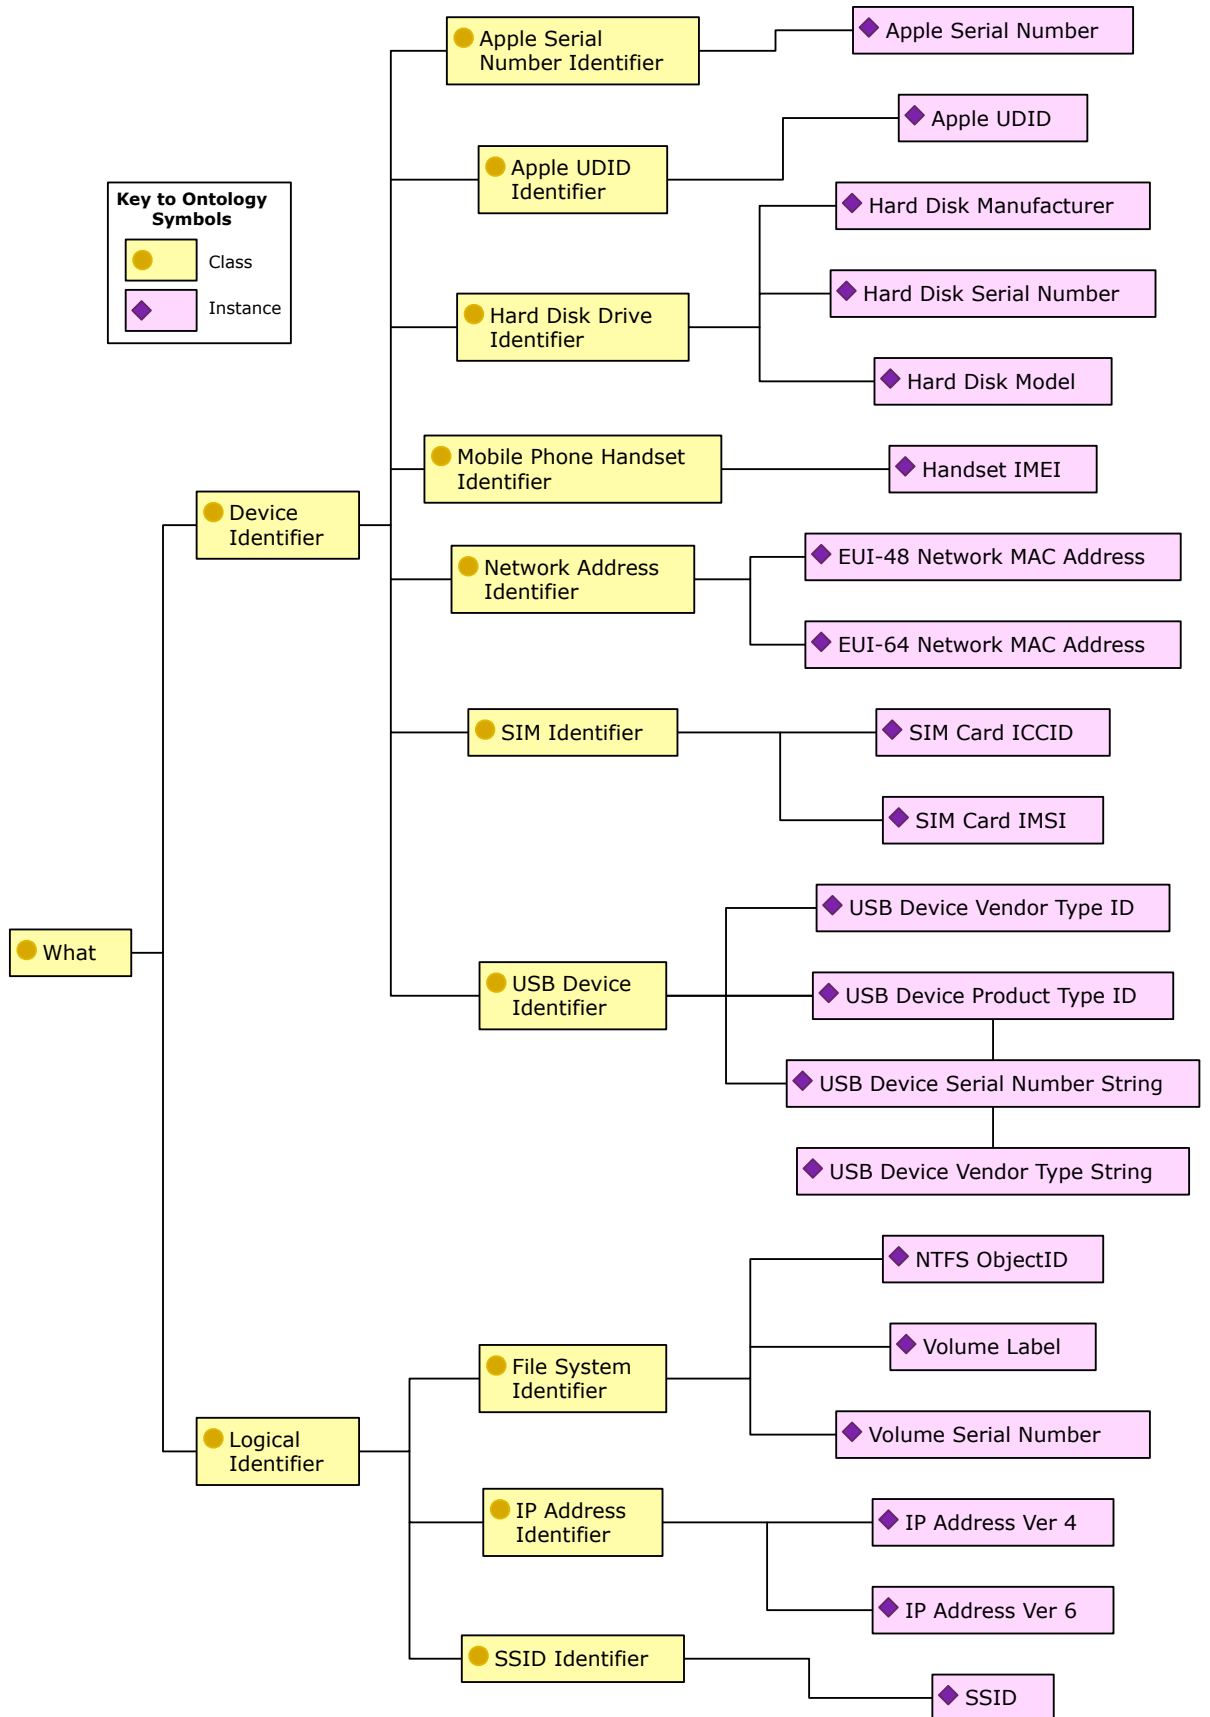 Apple Serial
Number Identifier
Apple Serial Number
Apple UDID
Identifier
Apple UDID
Key to Ontology
Symbols
Class
Instance
Hard Disk Drive
Identifier
Hard Disk Manufacturer
Hard Disk Serial Number
Hard Disk Model
Mobile Phone Handset
Identifier
Handset IMEI
Device
Identifier
Network Address
Identifier
EUI-48 Network MAC Address
EUI-64 Network MAC Address
SIM Identifier
SIM Card ICCID
SIM Card IMSI
What
USB Device
Identifier
USB Device Vendor Type ID
USB Device Product Type ID
USB Device Serial Number String
USB Device Vendor Type String
File System
Identifier
NTFS ObjectID
Volume Label
Volume Serial Number
Logical
Identifier
IP Address
Identifier
IP Address Ver 4
IP Address Ver 6
SSID Identifier
SSID